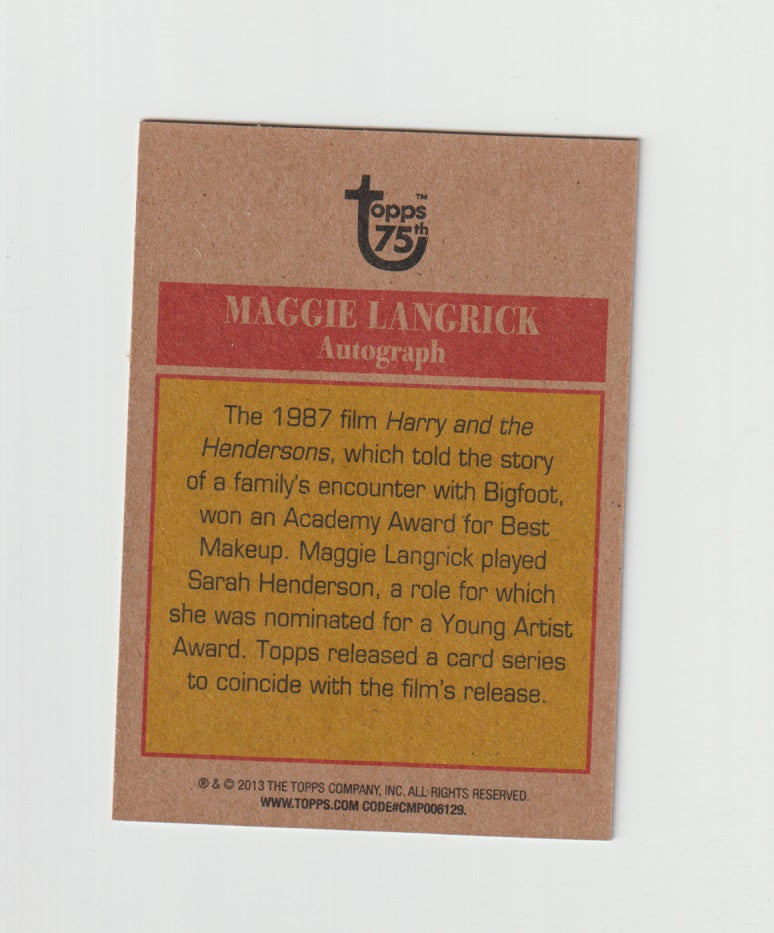 topps™
75th
MAGGIE LANGRICK
Autograph
The 1987 film Harry and the
Hendersons, which told the story
of a family's encounter with Bigfoot,
won an Academy Award for Best
Makeup. Maggie Langrick played
Sarah Henderson, a role for which
she was nominated for a Young Artist
Award. Topps released a card series
to coincide with the film's release.
® & © 2013 THE TOPPS COMPANY, INC. ALL RIGHTS RESERVED.
WWW.TOPPS.COM CODE#CMP006129.